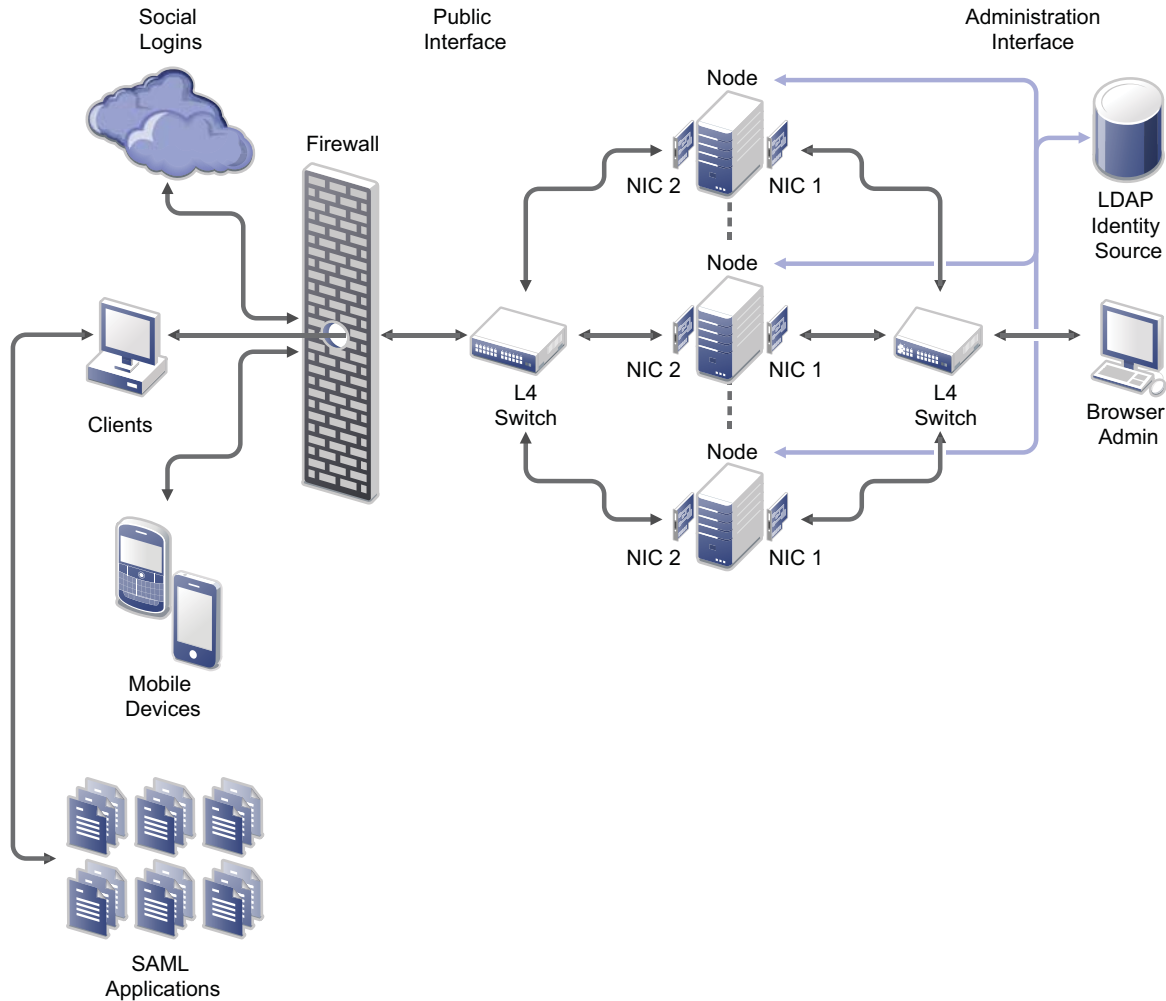 Social
Logins
Public
Interface
Administration
Interface
Node
Firewall
NIC 2
NIC 1
LDAP
Identity
Source
Node
NIC 2
NIC 1
L4
Switch
L4
Switch
Clients
Browser
Admin
Node
NIC 2
NIC 1
Mobile
Devices
SAML
Applications